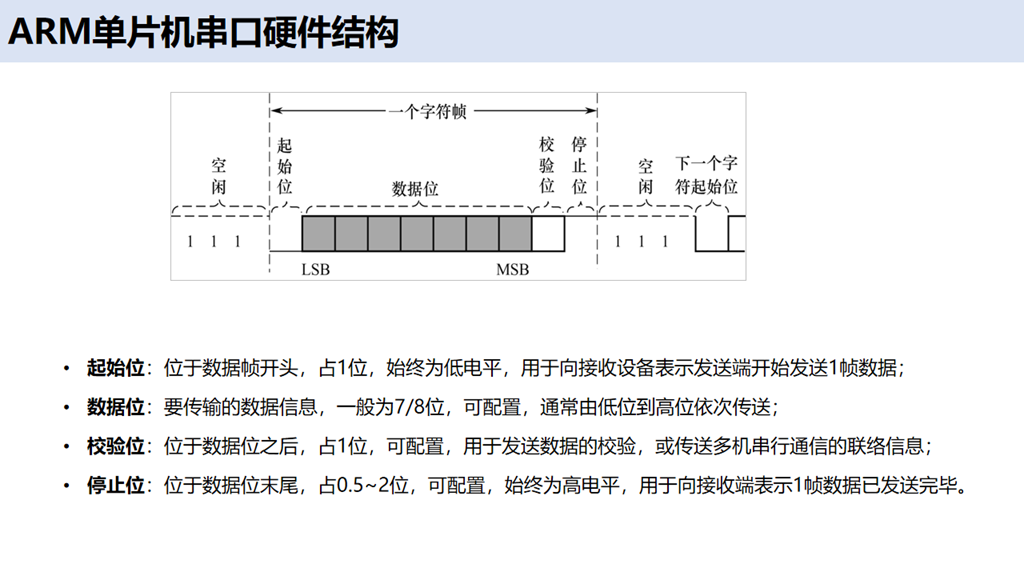 ARM单片机串口硬件结构
一个字符帧
空闲
起始位
数据位
校验位
停止位
空闲
下一个字
符起始位
1 1 1
1 1 1
LSB
MSB
• 起始位：位于数据帧开头，占1位，始终为低电平，用于向接收设备表示发送端开始发送1帧数据；
• 数据位：要传输的数据信息，一般为7/8位，可配置，通常由低位到高位依次传送；
• 校验位：位于数据位之后，占1位，可配置，用于发送数据的校验，或传送多机串行通信的联络信息；
• 停止位：位于数据位末尾，占0.5~2位，可配置，始终为高电平，用于向接收端表示1帧数据已发送完毕。